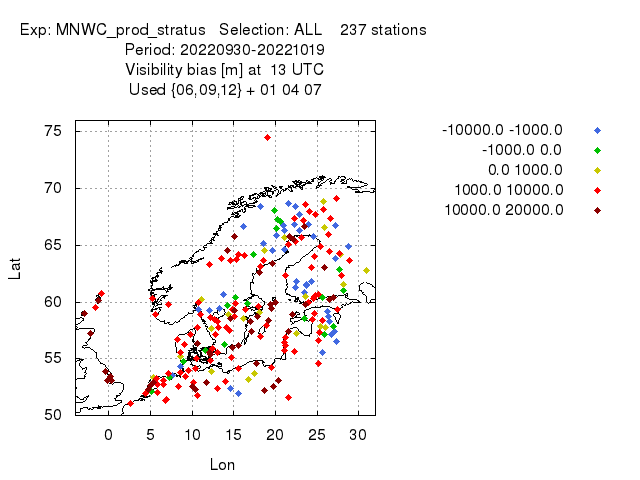 Exp: MNWC_prod_stratus   Selection: ALL    237 stations
Period: 20220930-20221019
Visibility bias [m] at  13 UTC
Used {06,09,12} + 01 04 07
-10000.0 -1000.0
-1000.0 0.0
0.0 1000.0
1000.0 10000.0
10000.0 20000.0
75
70
65
60
55
50
Lat
0 5 10 15 20 25 30
Lon